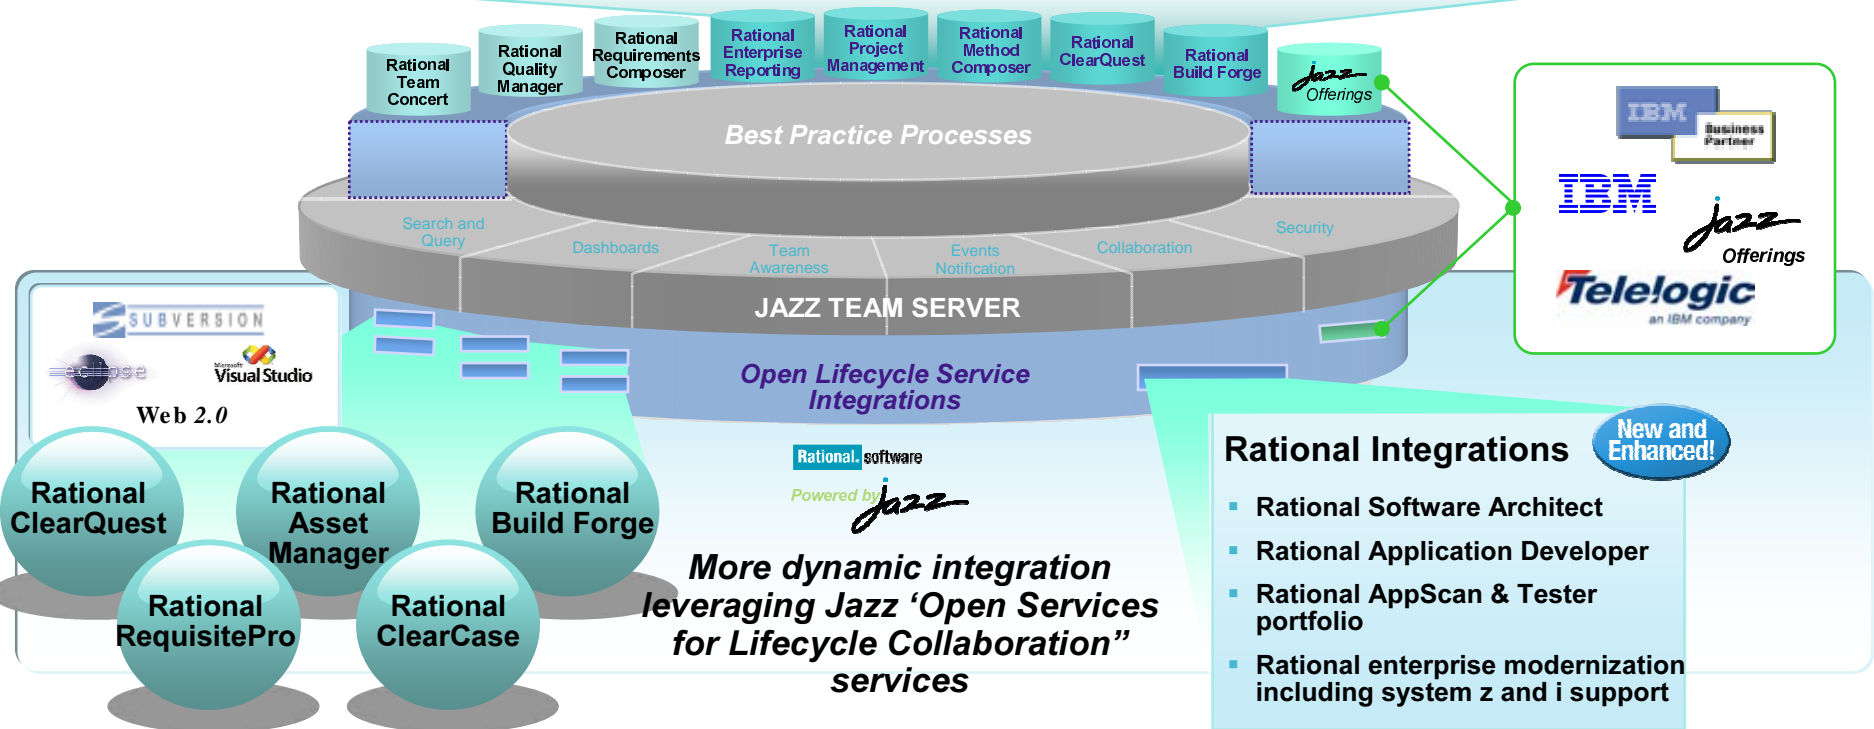 Rational
Team
Concert
Rational
Quality
Manager
Rational
Requirements
Composer
Rational
Enterprise
Reporting
Rational
Project
Management
Rational
Method
Composer
Rational
ClearQuest
Rational
Build Forge
Jazz
Offerings
Best Practice Processes
Search and
Query
Dashboards
Team
Awareness
Events
Notification
Collaboration
Security
JAZZ TEAM SERVER
Open Lifecycle Service
Integrations
IBM
Business
Partner
IBM
Jazz
Offerings
Telelogic
an IBM company
SUBVERSION
eclipse
Microsoft
Visual Studio
Web 2.0
Rational
ClearQuest
Rational
Asset
Manager
Rational
Build Forge
Rational
RequisitePro
Rational
ClearCase
Rational. software
Powered by
Jazz
More dynamic integration
leveraging Jazz ‘Open Services
for Lifecycle Collaboration”
services
Rational Integrations
New and
Enhanced!
▪ Rational Software Architect
▪ Rational Application Developer
▪ Rational AppScan & Tester
portfolio
▪ Rational enterprise modernization
including system z and i support